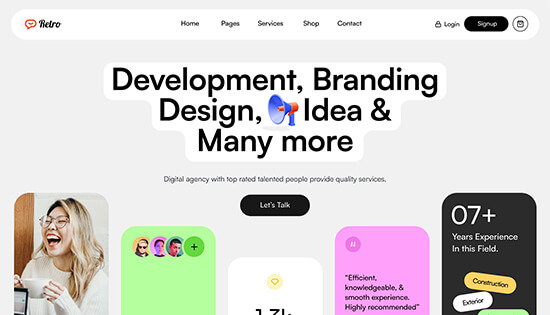 Retro
Home
Pages
Services
Shop
Contact
Login
Signup
Development, Branding
Design, Idea &
Many more
Digital agency with top rated talented people provide quality services.
Let's Talk
+
"Efficient,
knowledgeable, &
smooth experience.
Highly recommended"
07+
Years Experience
In this Field.
Construction
Exterior